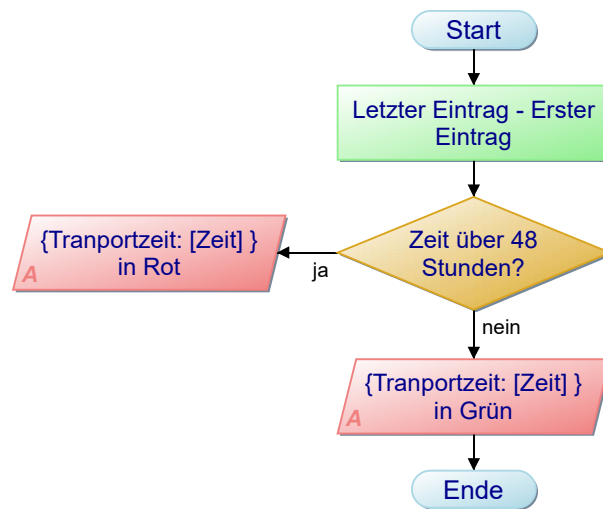 Start
Letzter Eintrag - Erster
Eintrag
Zeit über 48
Stunden?
ja
{Tranportzeit: [Zeit] }
in Rot
A
nein
{Tranportzeit: [Zeit] }
in Grün
A
Ende